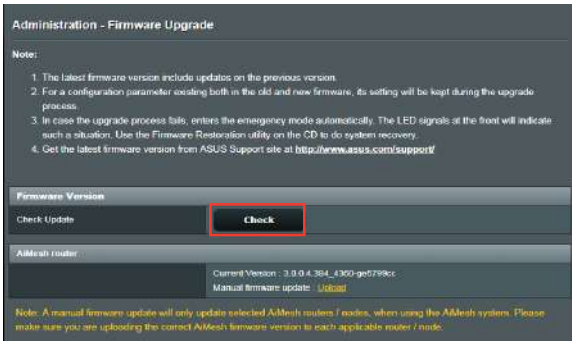 Administration - Firmware Upgrade
Note:
1. The latest firmware version include updates on the previous version.
2. For a configuration parameter existing both in the old and new firmware, its setting will be kept during the upgrade
process.
3. In case the upgrade process fails, enters the emergency mode automatically. The LED signals at the front will indicate
such a situation. Use the Firmware Restoration utility on the CD to do system recovery.
4. Get the latest firmware version from ASUS Support site at http://www.asus.com/support/
Firmware Version
Check Update
Check
AiMesh router
Current Version : 3.0.0.4.384_4360-ge5799cc
Manual firmware update : Upload
Note: A manual firmware update will only update selected AiMesh routers / nodes, when using the AiMesh system. Please
make sure you are uploading the correct AiMesh firmware version to each applicable router / node.